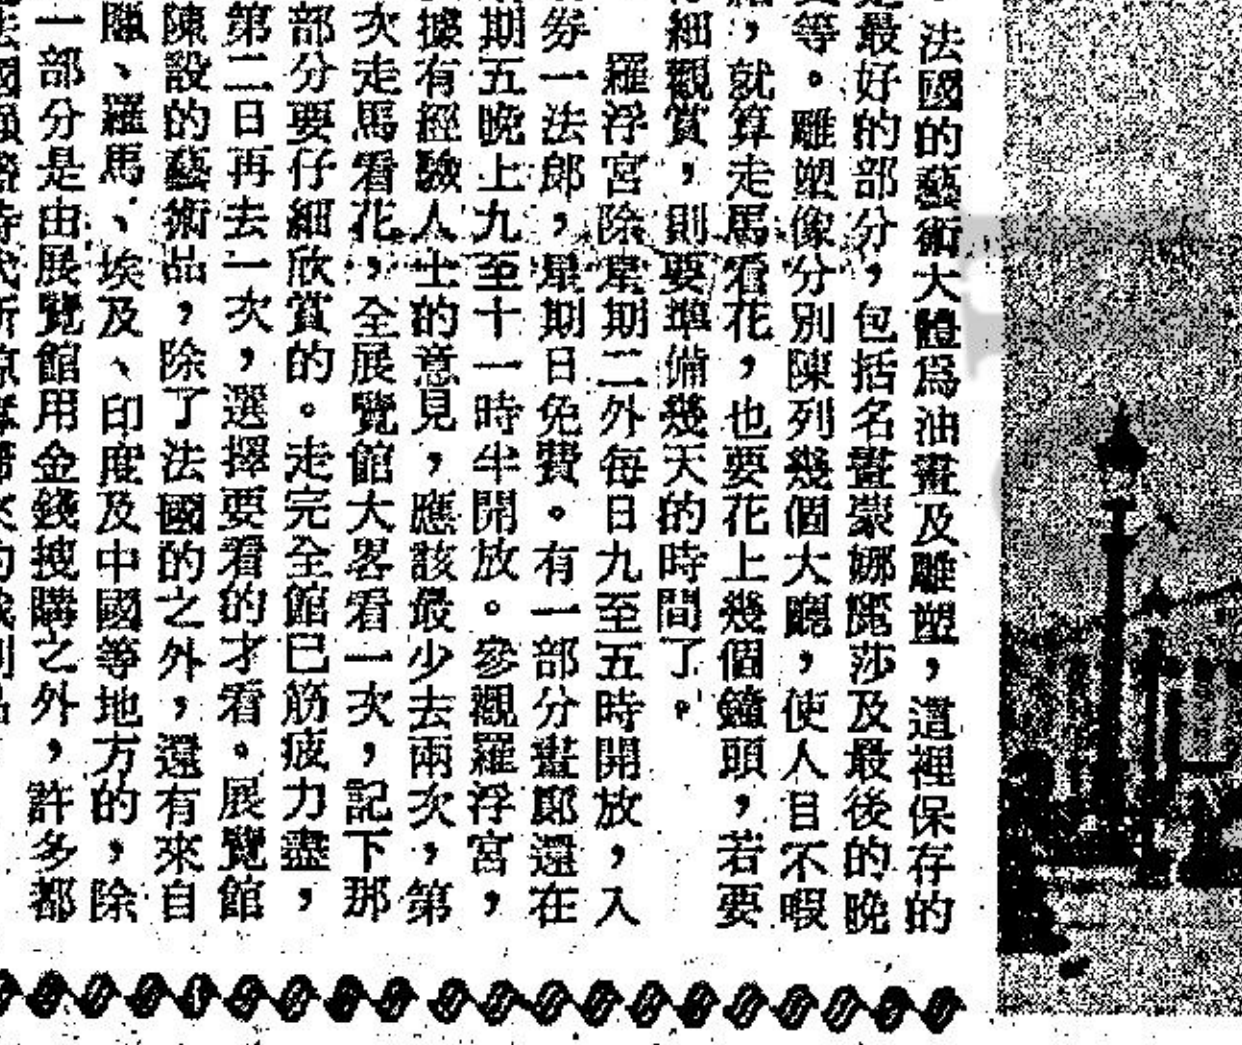 法國的藝術大體爲油畫及雕塑，這裡保存的
是最好的部分，包括名畫蒙娜麗莎及最後的晚
等。雕塑像分別陳列幾個大廳，使人目不暇
，就算走馬看花，也要花上幾個鐘頭，若要
仔細觀賞，則要準備幾天的時間了。
羅浮宮除星期二外每日九至五時開放，入
券一法郎，星期日免費。有一部分畫廊還在
期五晚上九至十一時半開放。參觀羅浮宮，
據有經驗人士的意見，應該最少去兩次，第
次走馬看花，全展覽館大畧看一次，記下那
部分要仔細欣賞的。走完全館已筋疲力盡，
第二日再去一次，選擇要看的才看。展覽館
陳設的藝術品，除了法國的之外，還有來自
臘、羅馬、埃及、印度及中國等地方的，除
一部分是由展覽館用金錢搜購之外，許多都